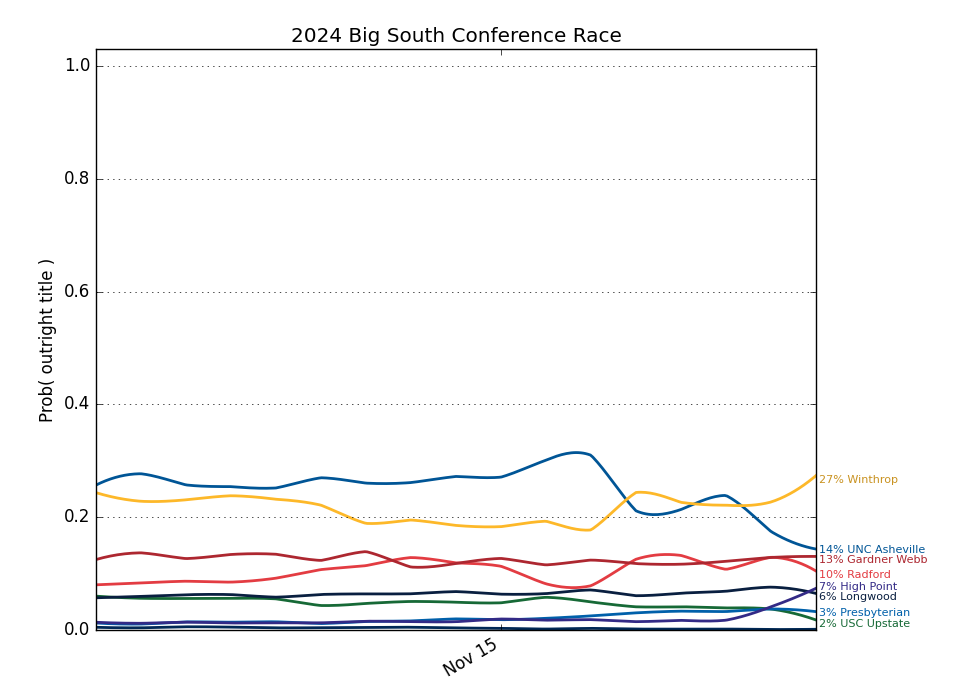 2024 Big South Conference Race
1.0
0.8
0.6
0.4
0.2
0.0
Prob( outright title )
Nov 15
27% Winthrop
14% UNC Asheville
13% Gardner Webb
10% Radford
7% High Point
6% Longwood
3% Presbyterian
2% USC Upstate